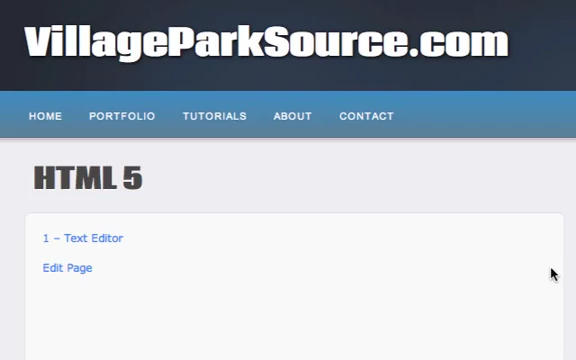 VillageParkSource.com
HOME PORTFOLIO TUTORIALS ABOUT CONTACT
HTML 5
1 – Text Editor
Edit Page